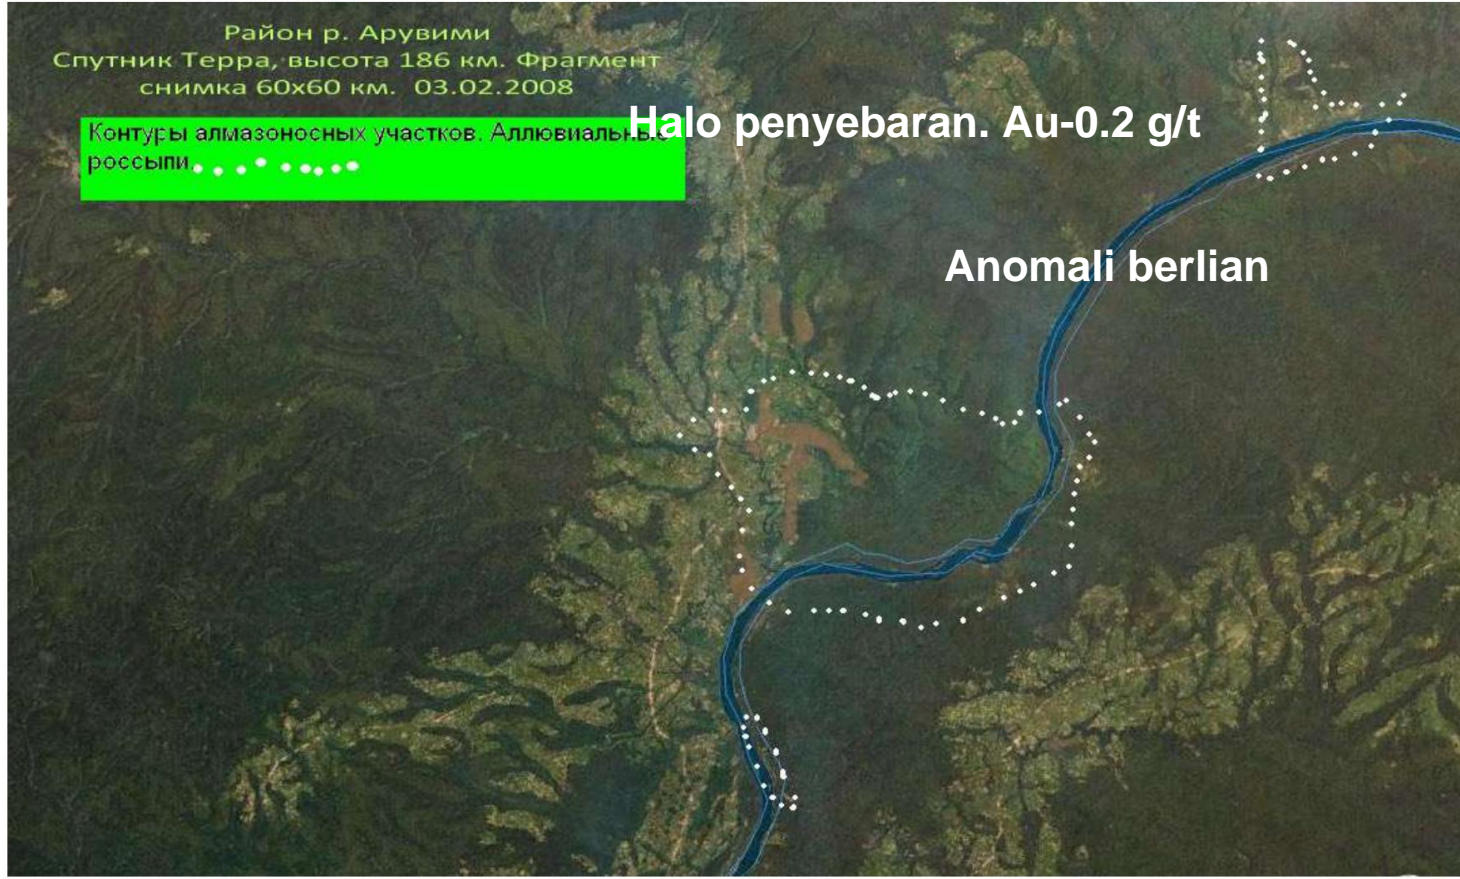 Район р. Арувими
Спутник Терра, высота 186 км. Фрагмент
снимка 60х60 км. 03.02.2008
Контуры алмазоносных участков. Аллювиальные
россыпи.
Halo penyebaran. Au-0.2 g/t
Anomali berlian